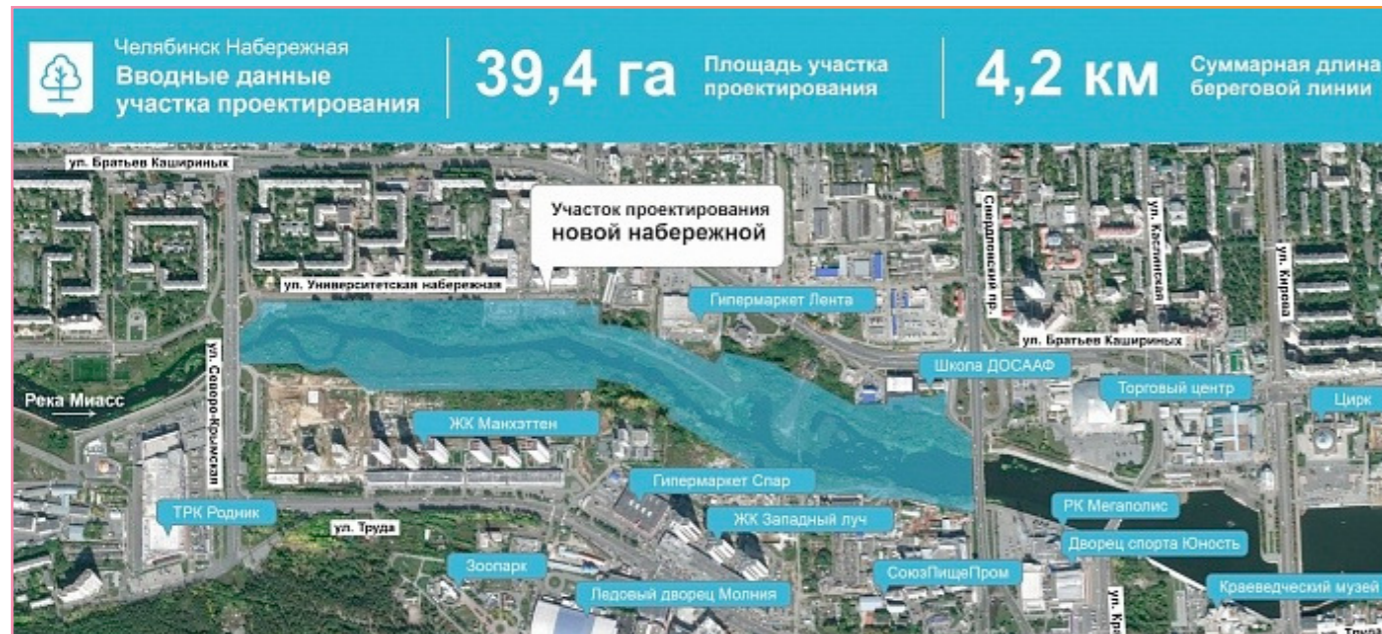 Челябинск Набережная
Вводные данные
участка проектирования
39,4 га
Площадь участка
проектирования
4,2 км
Суммарная длина
береговой линии
ул. Братьев Кашириных
Участок проектирования
новой набережной
Свердловский пр.
ул. Каслинская
ул. Кирова
ул. Университетская набережная
Гипермаркет Лента
ул. Братьев Кашириных
ул. Северо-Крымская
Школа ДОСААФ
Торговый центр
Цирк
Река Миасс
ЖК Манхэттен
Гипермаркет Спар
ТРК Родник
ул. Труда
ЖК Западный луч
РК Мегаполис
Дворец спорта Юность
Зоопарк
СоюзПищеПром
Ледовый дворец Молния
Краеведческий музей